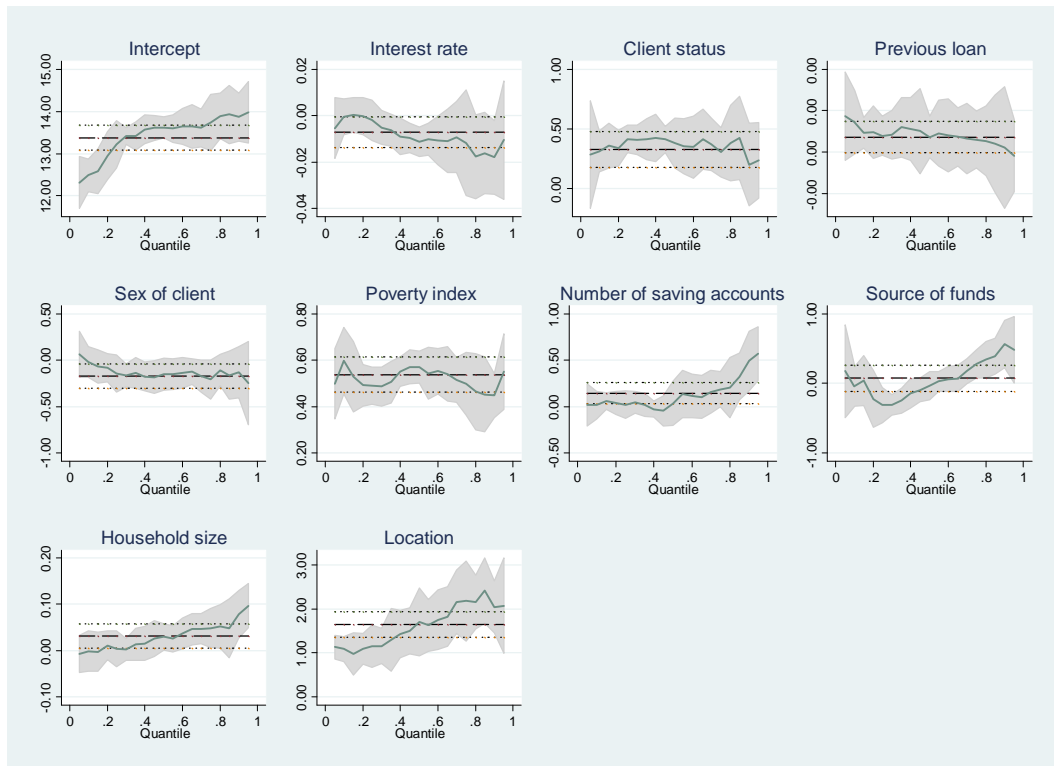 Intercept
15.00
14.00
13.00
12.00
0 .2 .4 .6 .8 1
Quantile
Interest rate
0.02
0.00
-0.02
-0.04
0 .2 .4 .6 .8 1
Quantile
Client status
1.00
0.50
0.00
0 .2 .4 .6 .8 1
Quantile
Previous loan
0.00
0.00
0.00
-0.00
0 .2 .4 .6 .8 1
Quantile
Sex of client
0.50
0.00
-0.50
-1.00
0 .2 .4 .6 .8 1
Quantile
Poverty index
0.80
0.60
0.40
0.20
0 .2 .4 .6 .8 1
Quantile
Number of saving accounts
1.00
0.50
0.00
-0.50
0 .2 .4 .6 .8 1
Quantile
Source of funds
1.00
0.00
-1.00
0 .2 .4 .6 .8 1
Quantile
Household size
0.20
0.10
0.00
-0.10
0 .2 .4 .6 .8 1
Quantile
Location
3.00
2.00
1.00
0.00
0 .2 .4 .6 .8 1
Quantile